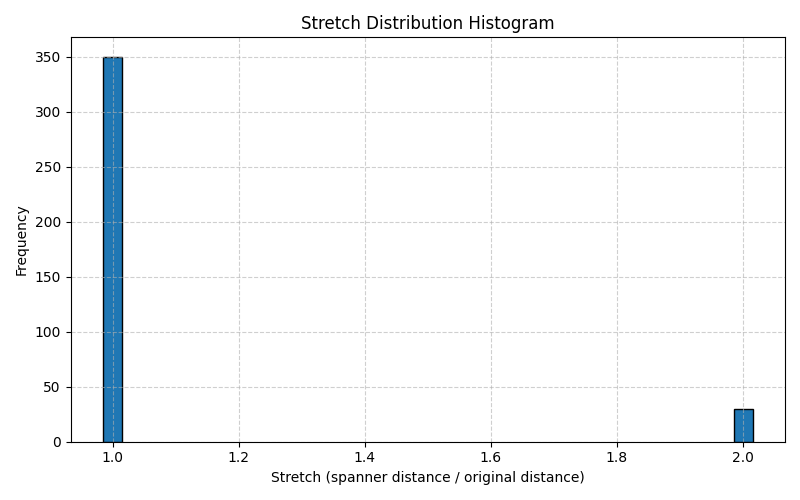 Stretch Distribution Histogram
350
300
250
200
150
100
50
0
Frequency
1.0 1.2 1.4 1.6 1.8 2.0
Stretch (spanner distance / original distance)